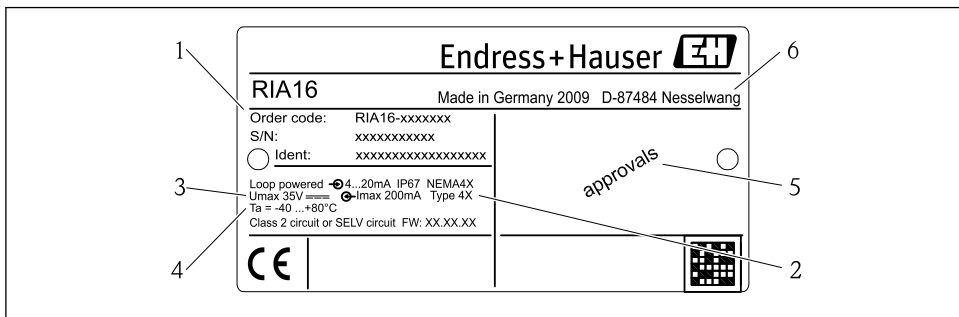 1
Endress+Hauser EH
6
RIA16
Made in Germany 2009 D-87484 Nesselwang
Order code: RIA16-xxxxxxx
S/N: xxxxxxxxxxx
Ident: xxxxxxxxxxxxxxxxxxx
approvals
3
Loop powered 4...20mA IP67 NEMA4X
5
Umax 35V Imax 200mA Type 4X
Ta = -40 ...+80°C
Class 2 circuit or SELV circuit FW: XX.XX.XX
4
CE
2